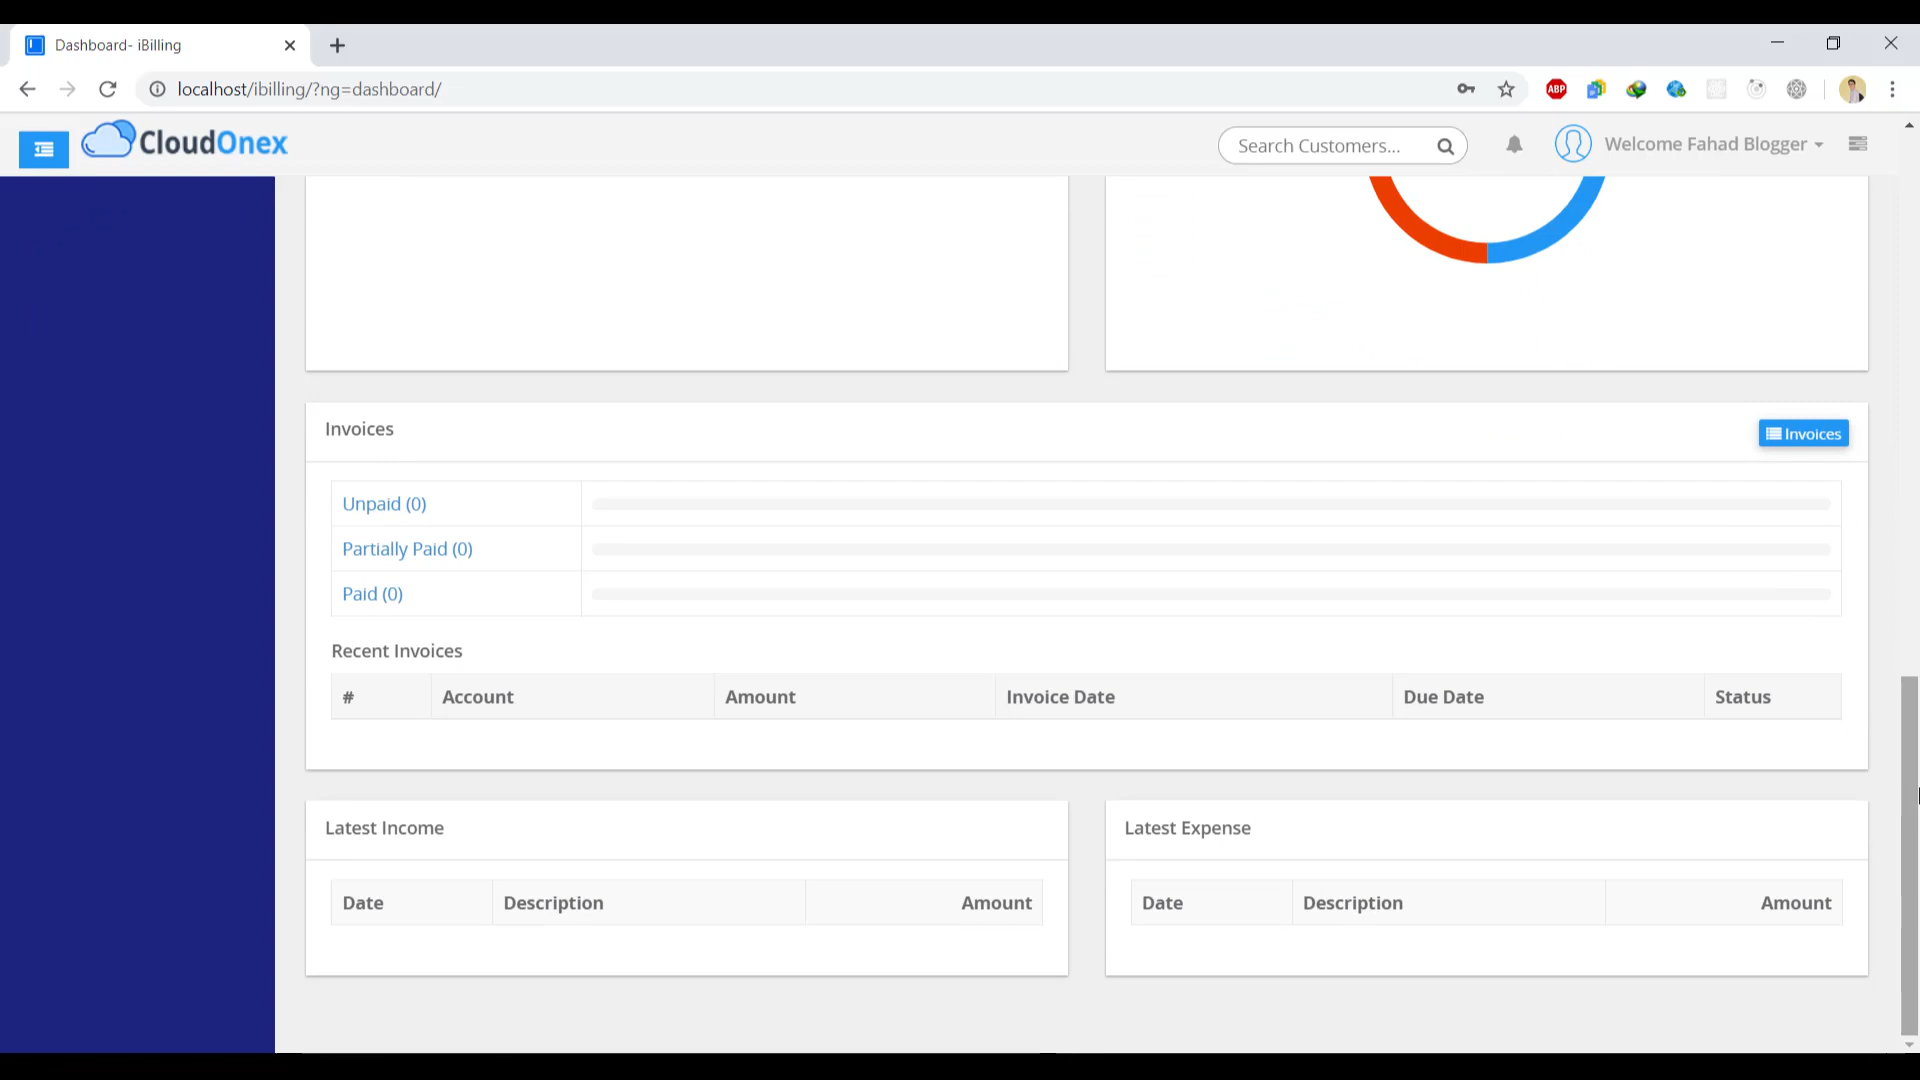 Dashboard- iBilling
localhost/ibilling/?ng=dashboard/
ABP
CloudOnex
Search Customers...
Welcome Fahad Blogger
Invoices
Invoices
Unpaid (0)
Partially Paid (0)
Paid (0)
Recent Invoices
# Account Amount Invoice Date Due Date Status
Latest Income
Latest Expense
Date Description Amount
Date Description Amount